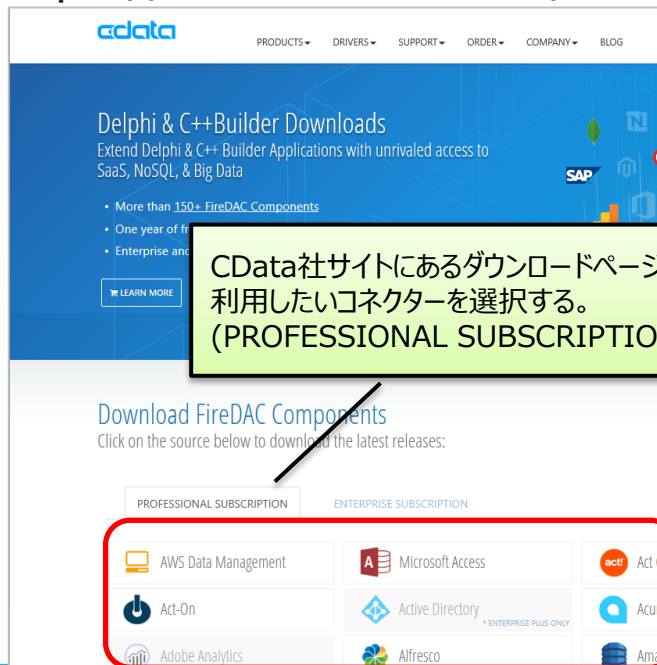 cdata
PRODUCTS DRIVERS SUPPORT ORDER COMPANY BLOG
Delphi & C++Builder Downloads
Extend Delphi & C++ Builder Applications with unrivaled access to
SaaS, NoSQL, & Big Data
SAP
• More than 150+ FireDAC Components
• One year of
• Enterprise
LEARN MORE
CData社サイトにあるダウンロードページ
利用したいコネクターを選択する。
(PROFESSIONAL SUBSCRIPTIO
Download FireDAC Components
Click on the source below to download the latest releases:
PROFESSIONAL SUBSCRIPTION ENTERPRISE SUBSCRIPTION
AWS Data Management Microsoft Access act! Act
Act-On Active Directory
* ENTERPRISE PLUS ONLY
Adobe Analytics Alfresco